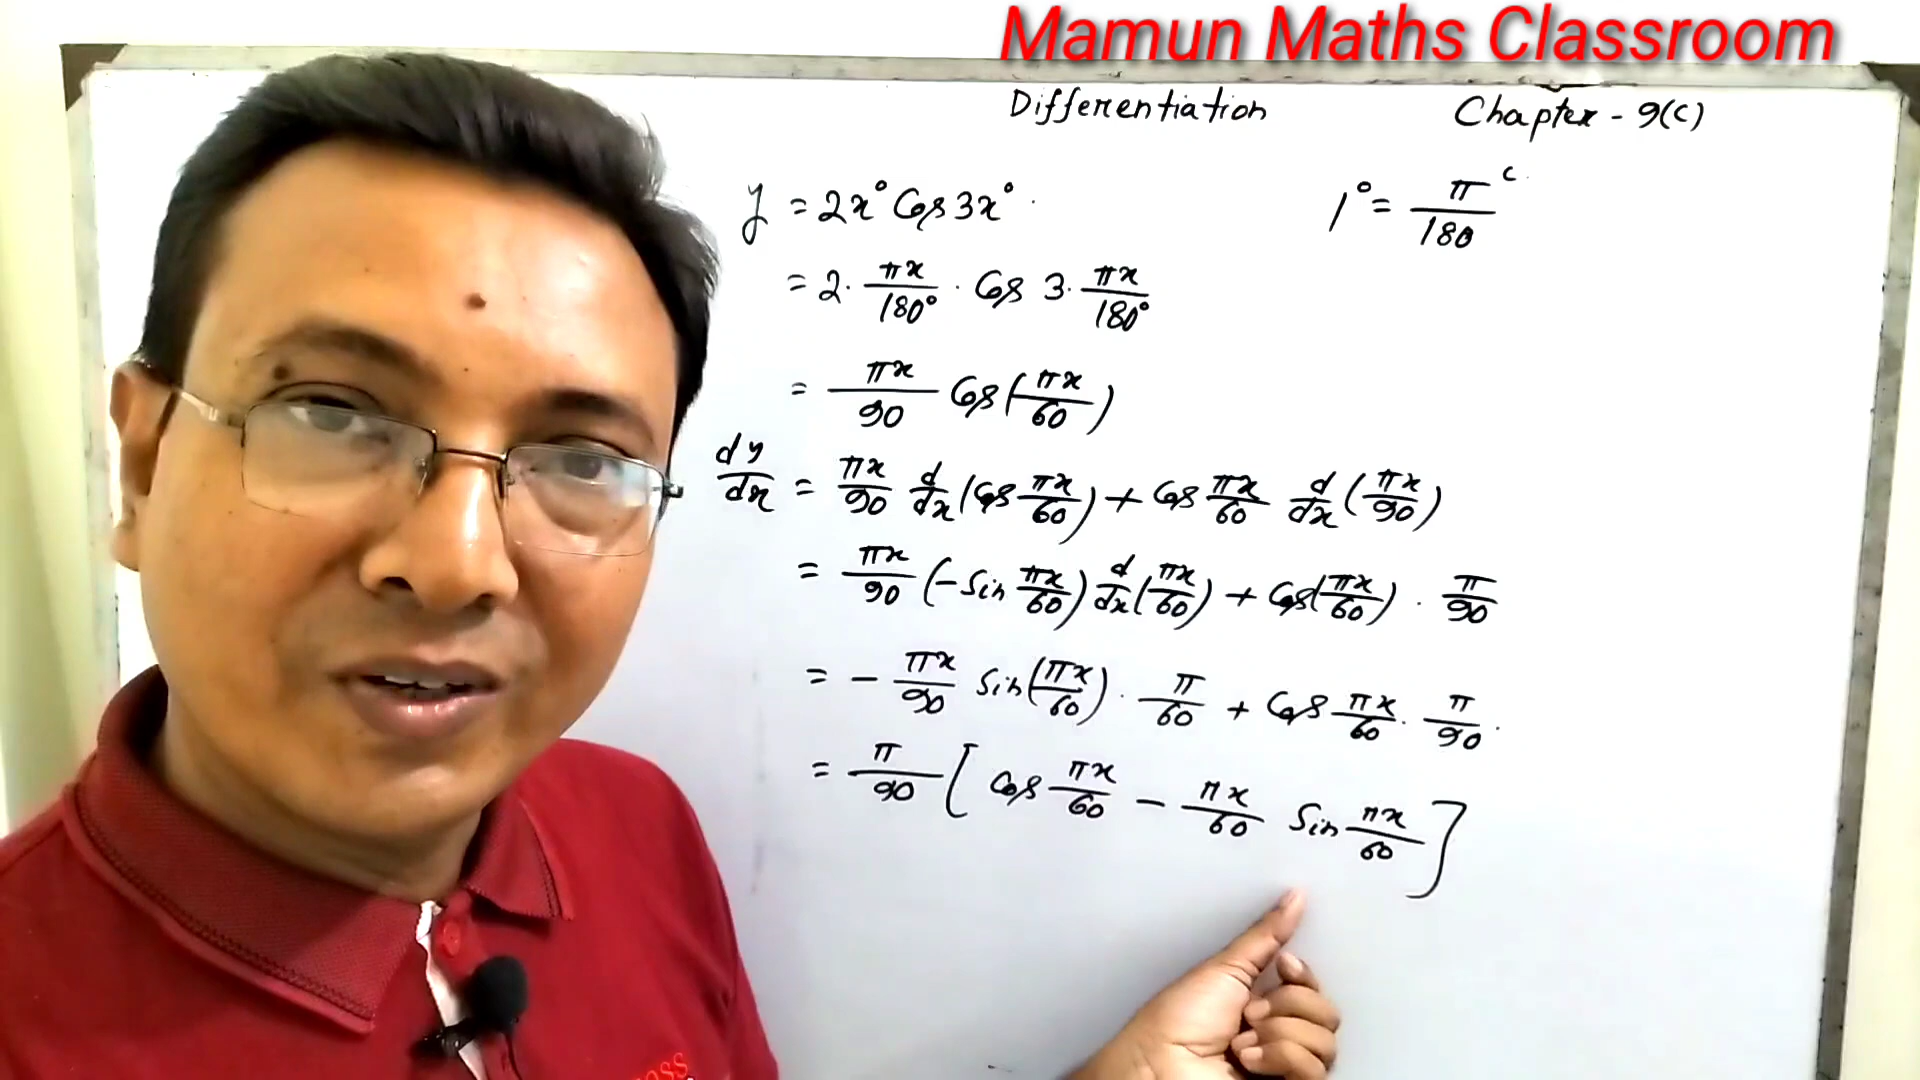 Mamun Maths Classroom
Differentiation Chapter - 9(C)
y = 2x° Cos 3x°
1° = π/180 ᶜ
= 2 · πx/180° · Cos 3 · πx/180°
= πx/90 Cos (πx/60)
dy/dx = πx/90 d/dx (Cos πx/60) + Cos πx/60 d/dx (πx/90)
= πx/90 (- Sin πx/60) d/dx (πx/60) + Cos (πx/60) · π/90
= - πx/90 Sin (πx/60) · π/60 + Cos πx/60 · π/90 ·
= π/90 [ Cos πx/60 - πx/60 Sin πx/60 ]